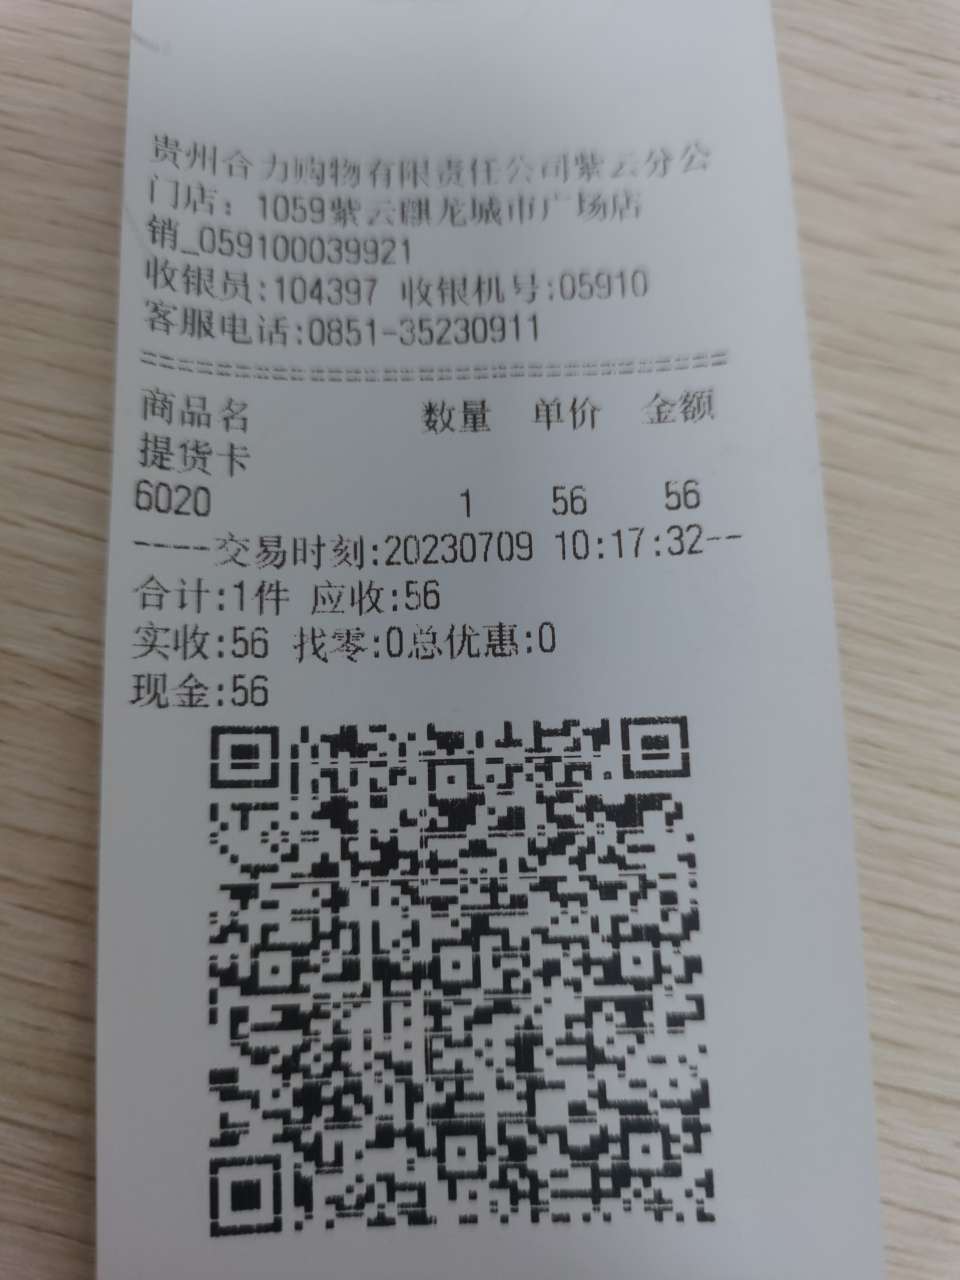 贵州合力购物有限责任公司紫云分公
门店：1059紫云麒龙城市广场店
销_059100039921
收银员:104397 收银机号:05910
客服电话:0851-35230911
================================
商品名 数量 单价 金额
提货卡
6020 1 56 56
----交易时刻:20230709 10:17:32--
合计:1件 应收:56
实收:56 找零:0总优惠:0
现金:56